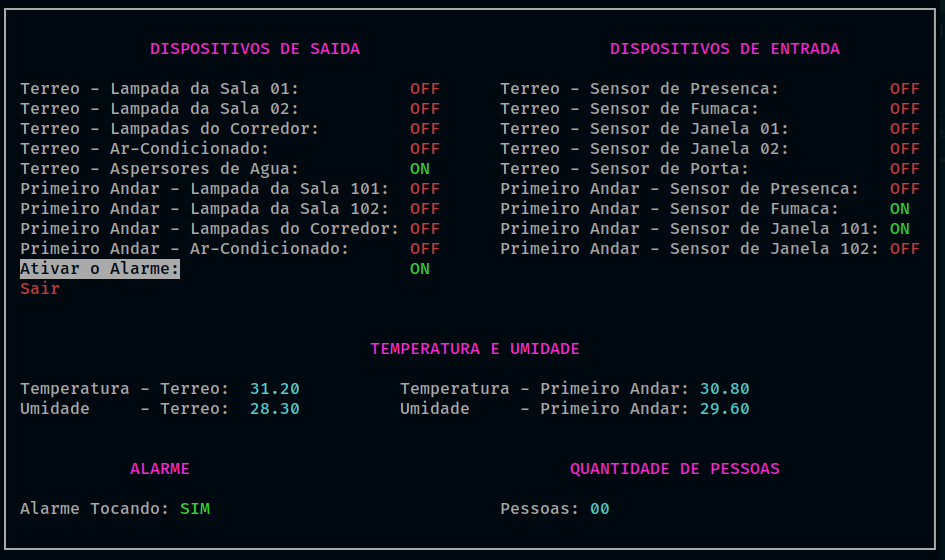 DISPOSITIVOS DE SAIDA DISPOSITIVOS DE ENTRADA
Terreo - Lampada da Sala 01: OFF Terreo - Sensor de Presenca: OFF
Terreo - Lampada da Sala 02: OFF Terreo - Sensor de Fumaca: OFF
Terreo - Lampadas do Corredor: OFF Terreo - Sensor de Janela 01: OFF
Terreo - Ar-Condicionado: OFF Terreo - Sensor de Janela 02: OFF
Terreo - Aspersores de Agua: ON Terreo - Sensor de Porta: OFF
Primeiro Andar - Lampada da Sala 101: OFF Primeiro Andar - Sensor de Presenca: OFF
Primeiro Andar - Lampada da Sala 102: OFF Primeiro Andar - Sensor de Fumaca: ON
Primeiro Andar - Lampadas do Corredor: OFF Primeiro Andar - Sensor de Janela 101: ON
Primeiro Andar - Ar-Condicionado: OFF Primeiro Andar - Sensor de Janela 102: OFF
Ativar o Alarme: ON
Sair
TEMPERATURA E UMIDADE
Temperatura - Terreo: 31.20 Temperatura - Primeiro Andar: 30.80
Umidade - Terreo: 28.30 Umidade - Primeiro Andar: 29.60
ALARME QUANTIDADE DE PESSOAS
Alarme Tocando: SIM Pessoas: 00